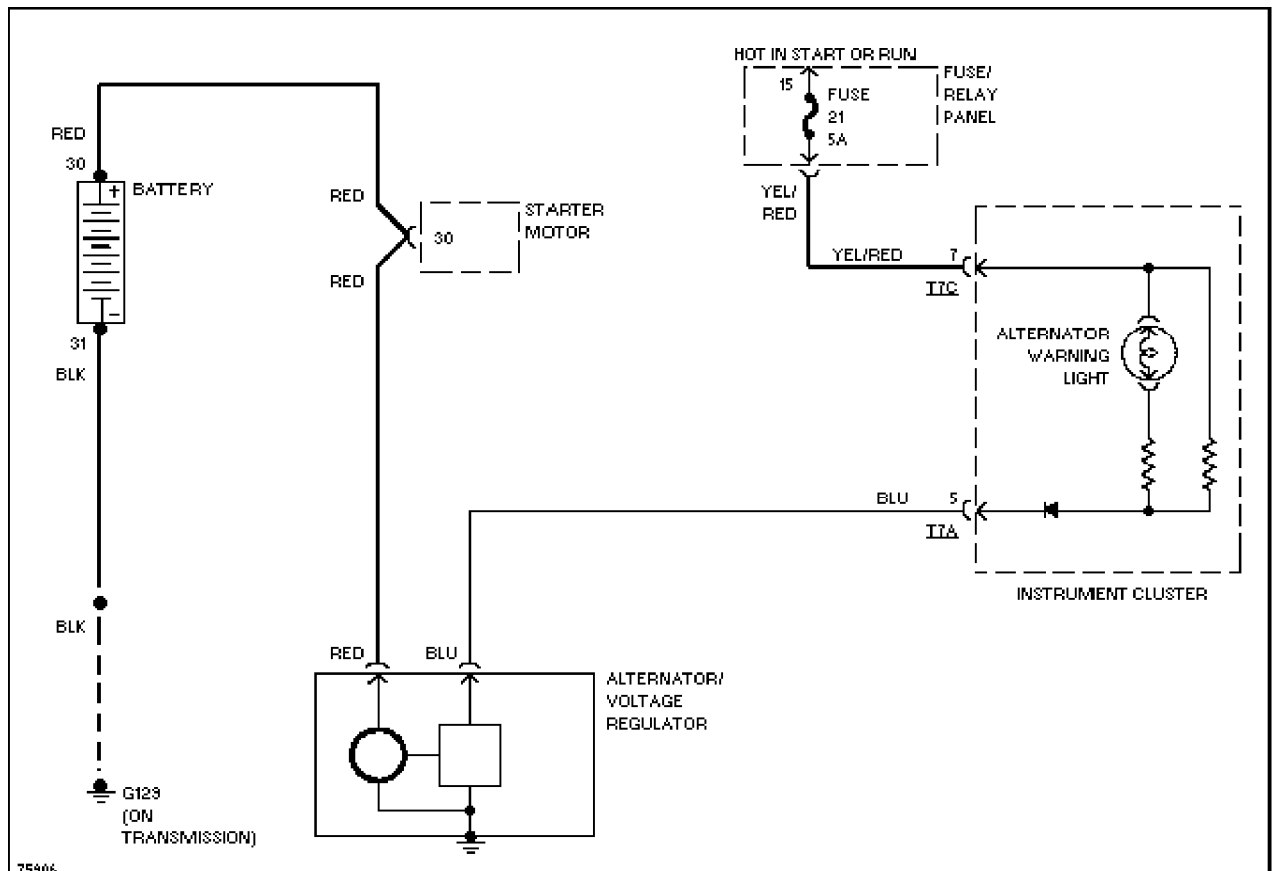 HOT IN START OR RUN
15
FUSE
21
5A
FUSE/
RELAY
PANEL
RED
30
+
BATTERY
–
31
BLK
RED
30
STARTER
MOTOR
RED
YEL/
RED
YEL/RED
7
T7C
ALTERNATOR
WARNING
LIGHT
BLU
5
T7A
INSTRUMENT CLUSTER
BLK
RED
BLU
ALTERNATOR/
VOLTAGE
REGULATOR
G129
(ON
TRANSMISSION)
75906